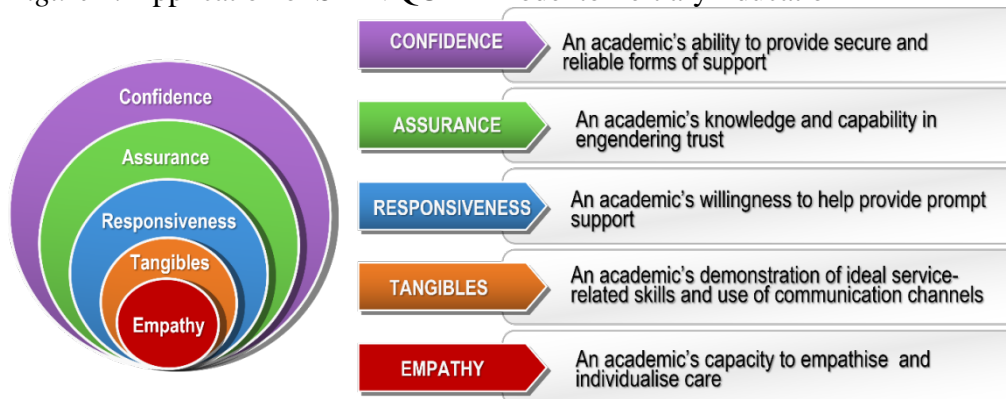 Confidence
Assurance
Responsiveness
Tangibles
Empathy
CONFIDENCE
An academic's ability to provide secure and
reliable forms of support
ASSURANCE
An academic's knowledge and capability in
engendering trust
RESPONSIVENESS
An academic's willingness to help provide prompt
support
TANGIBLES
An academic's demonstration of ideal service-
related skills and use of communication channels
EMPATHY
An academic's capacity to empathise and
individualise care